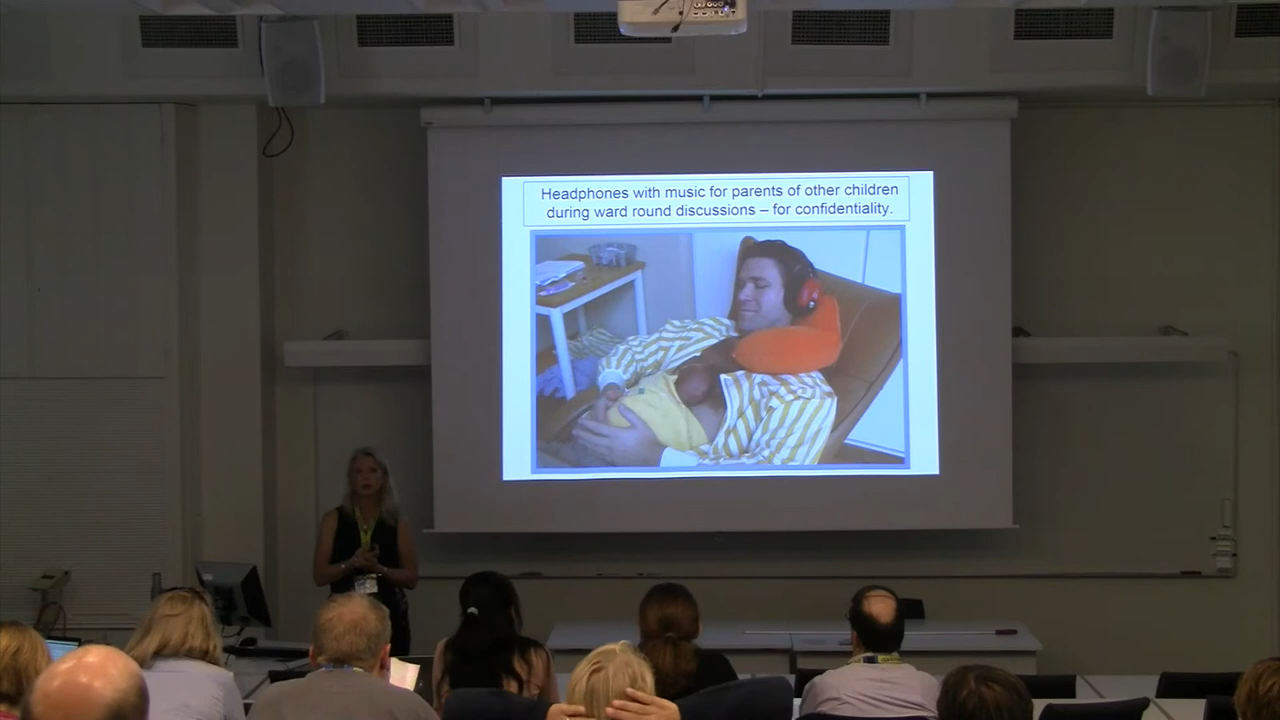 Headphones with music for parents of other children
during ward round discussions – for confidentiality.